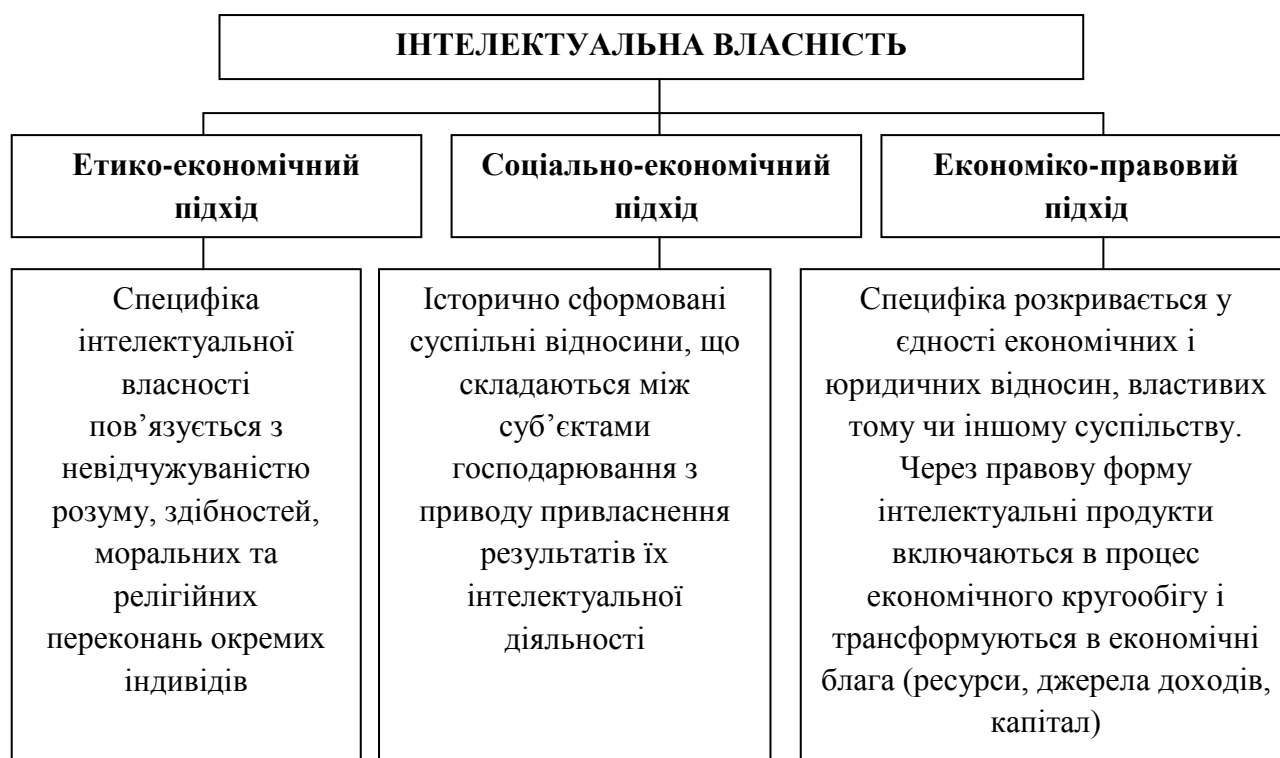 ІНТЕЛЕКТУАЛЬНА ВЛАСНІСТЬ
Етико-економічний
підхід
Соціально-економічний
підхід
Економіко-правовий
підхід
Специфіка
інтелектуальної
власності
пов’язується з
невідчужуваністю
розуму, здібностей,
моральних та
релігійних
переконань окремих
індивідів
Історично сформовані
суспільні відносини, що
складаються між
суб’єктами
господарювання з
приводу привласнення
результатів їх
інтелектуальної
діяльності
Специфіка розкривається у
єдності економічних і
юридичних відносин, властивих
тому чи іншому суспільству.
Через правову форму
інтелектуальні продукти
включаються в процес
економічного кругообігу і
трансформуються в економічні
блага (ресурси, джерела доходів,
капітал)